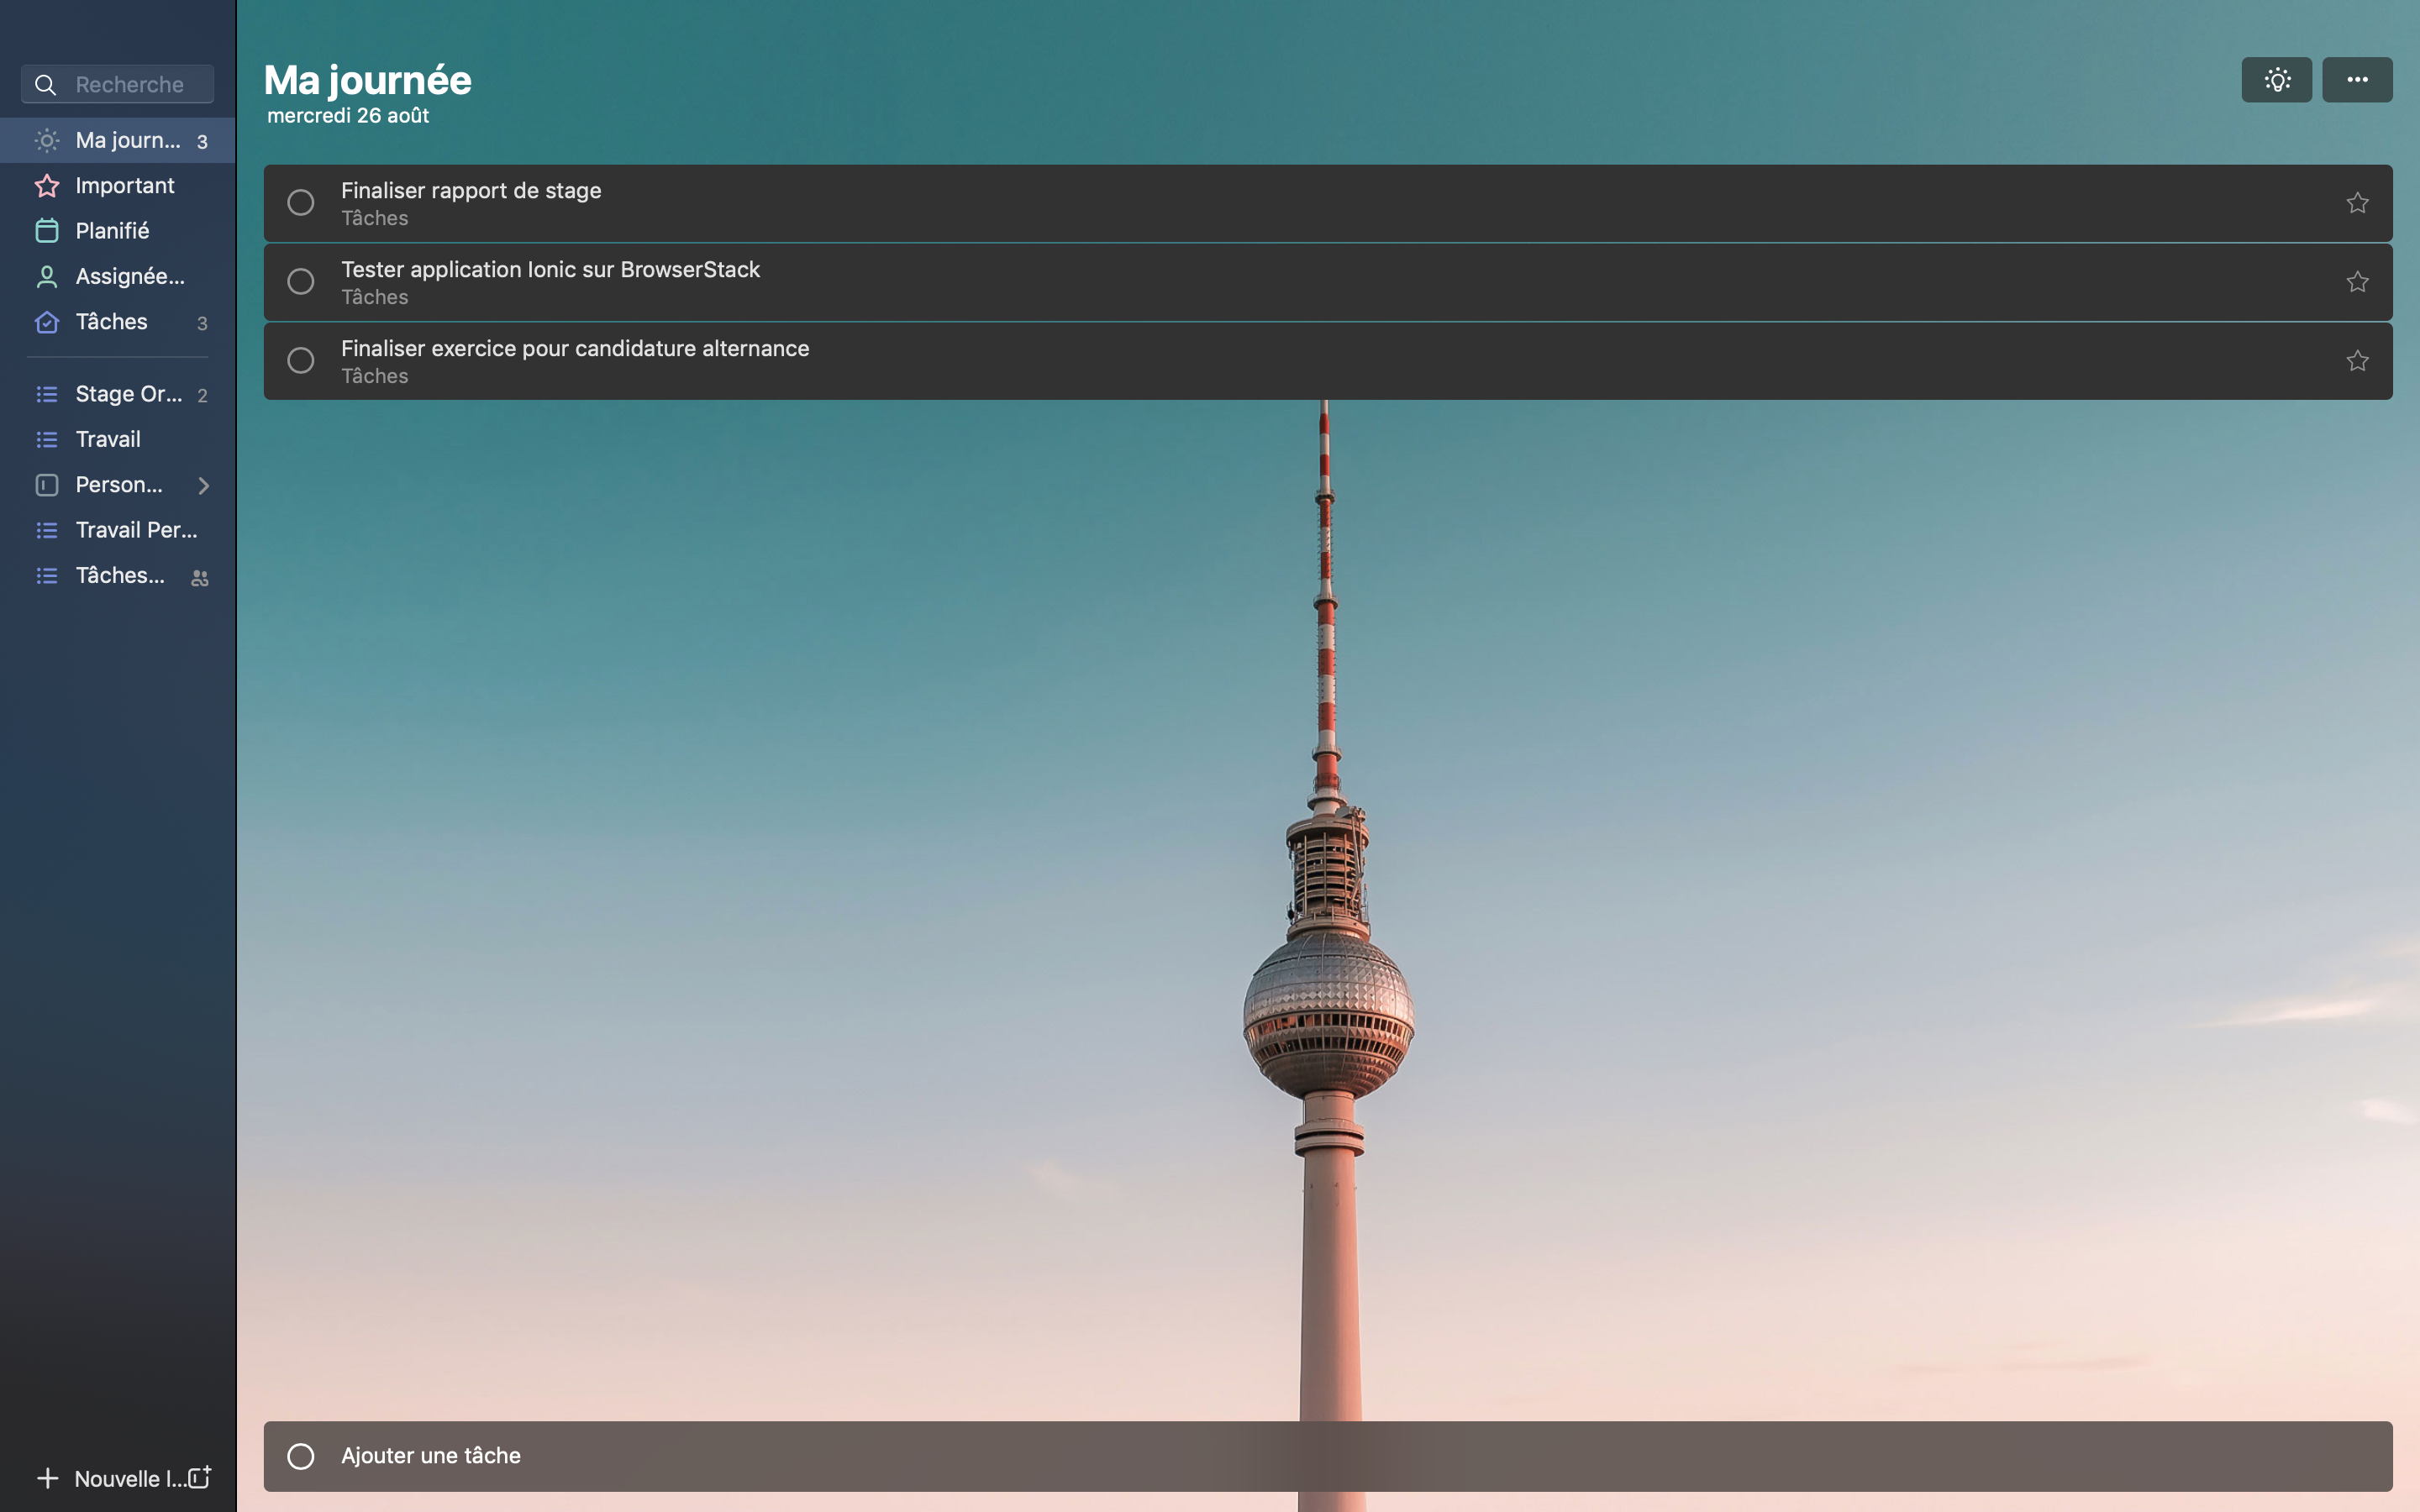 Recherche
Ma journ... 3
Important
Planifié
Assignée...
Tâches 3
Stage Or... 2
Travail
Person...
Travail Per...
Tâches...
Nouvelle l...
Ma journée
mercredi 26 août
Finaliser rapport de stage
Tâches
Tester application Ionic sur BrowserStack
Tâches
Finaliser exercice pour candidature alternance
Tâches
Ajouter une tâche